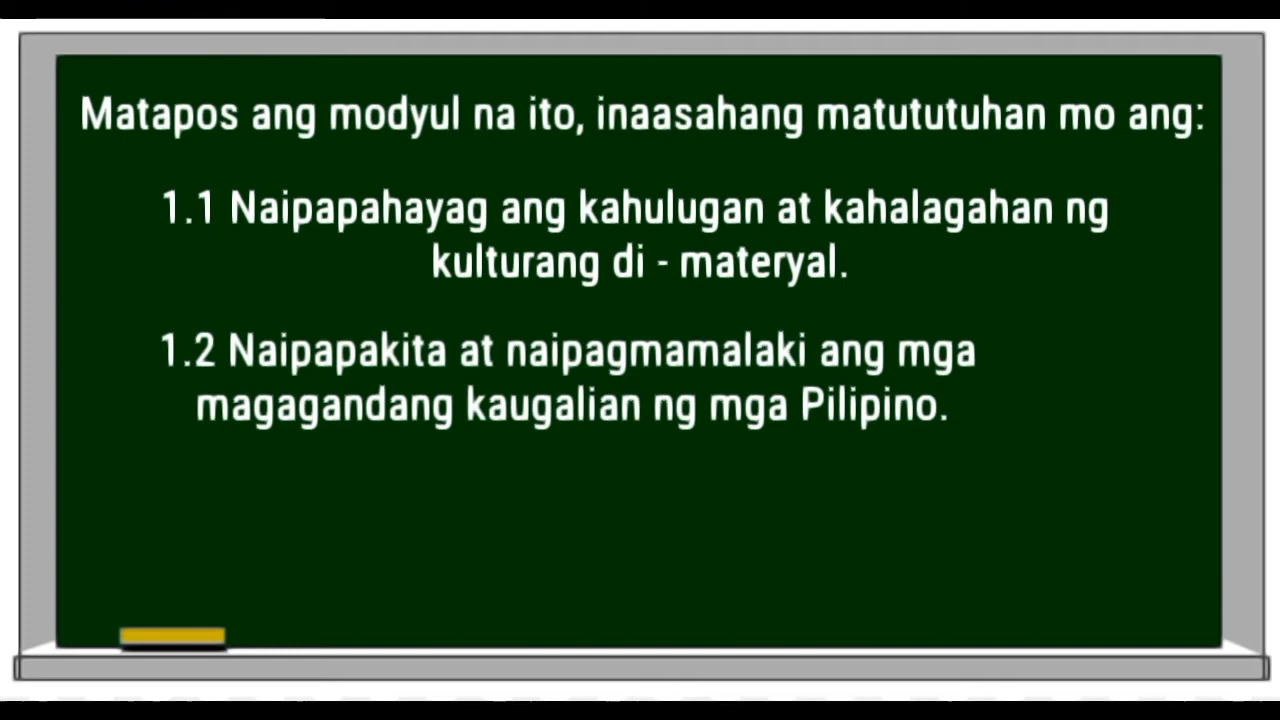 Matapos ang modyul na ito, inaasahang matututuhan mo ang:
1.1 Naipapahayag ang kahulugan at kahalagahan ng
kulturang di - materyal.
1.2 Naipapakita at naipagmamalaki ang mga
magagandang kaugalian ng mga Pilipino.